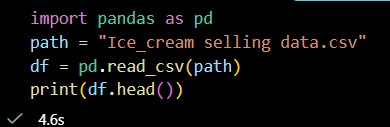 import pandas as pd
path = "Ice_cream selling data.csv"
df = pd.read_csv(path)
print(df.head())
4.6s